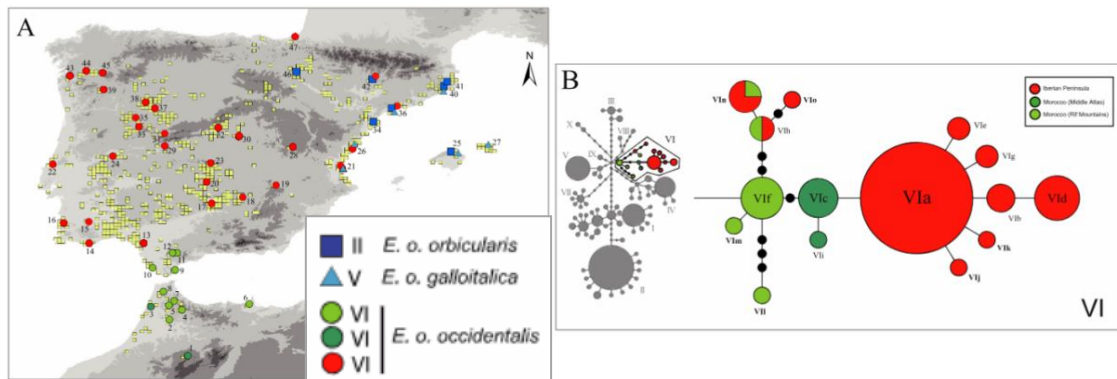 A
N
47
43 44 45
46 42 41
39 40
38 37 36
35 34
32 30
29 28 26 25 27
22 24 23 21
20 19
17 18
16 15
14 13 12
11
10 9
8 7 6
3 5 4
2
1
II E. o. orbicularis
V E. o. galloitalica
VI
VI E. o. occidentalis
VI
B
Iberian Peninsula
Morocco (Middle Atlas)
Morocco (Rif Mountains)
III
X VIII VI
V IX
VII IV
I
II
VIn VIo
VIh
VIe
VIg
VIf VIc VIa VIb VId
VIm
VIi VIk
VIj
VIl
VI